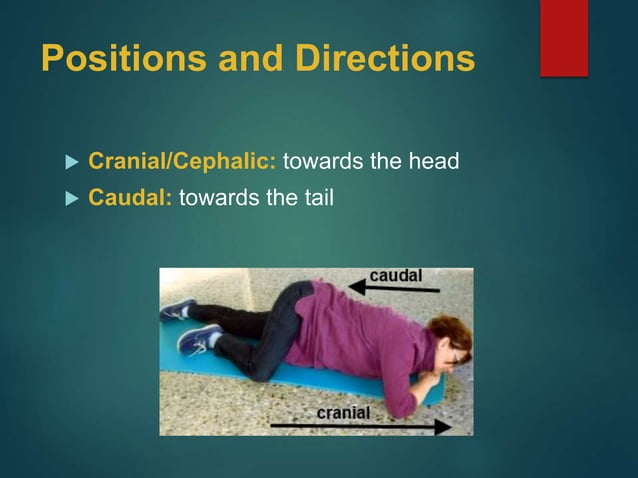 Positions and Directions
Cranial/Cephalic: towards the head
Caudal: towards the tail
caudal
cranial